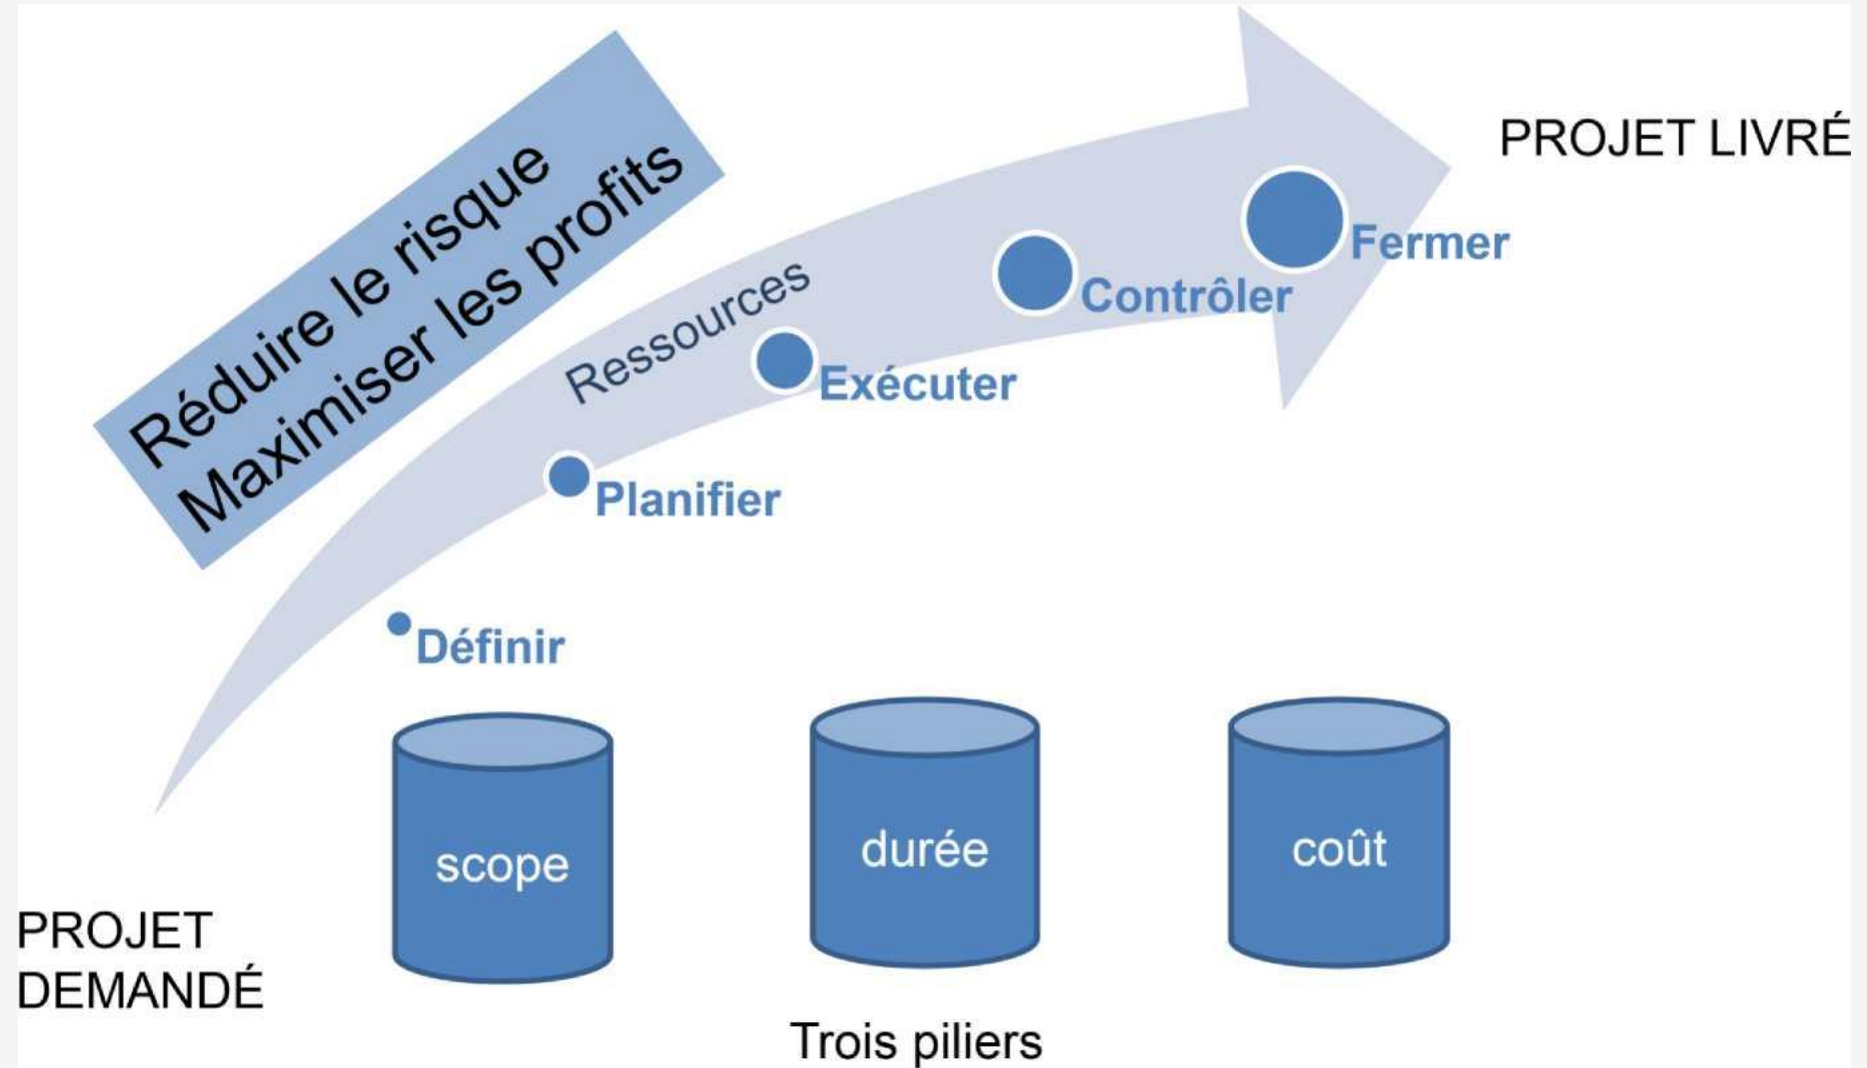 Réduire le risque
Maximiser les profits
PROJET LIVRÉ
Fermer
Contrôler
Ressources
Exécuter
Planifier
Définir
scope
durée
coût
PROJET
DEMANDÉ
Trois piliers